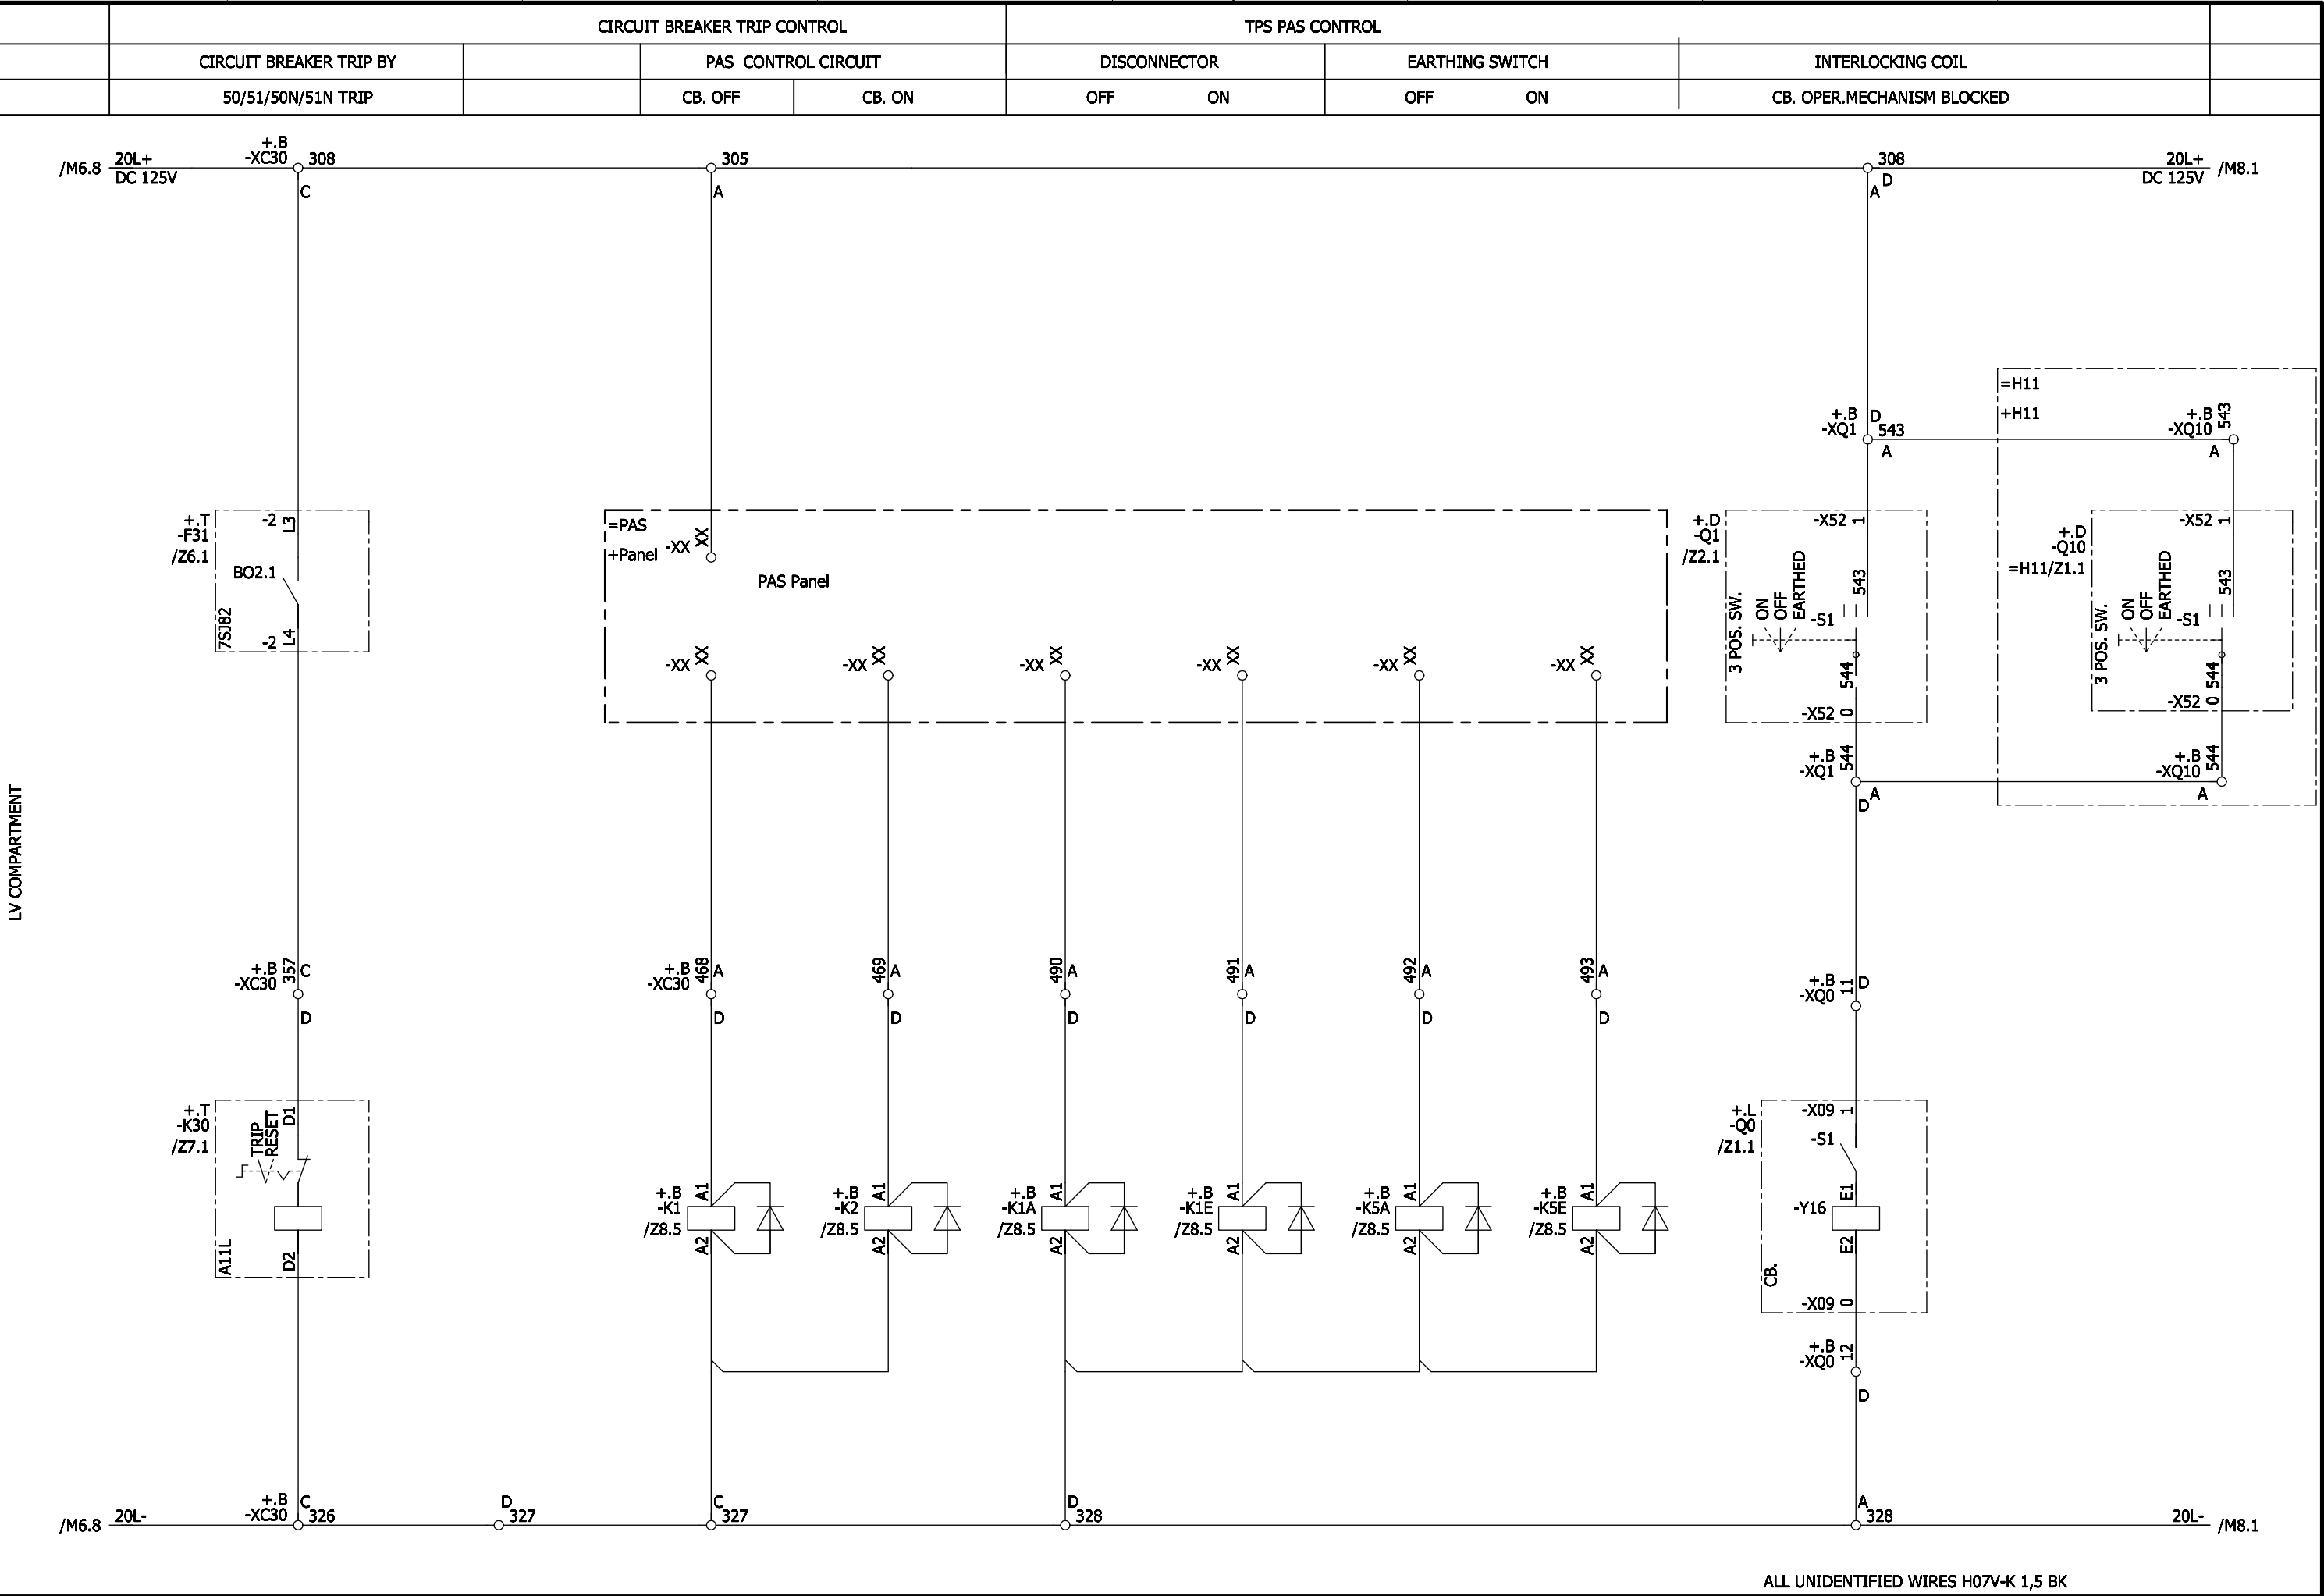 CIRCUIT BREAKER TRIP CONTROL
TPS PAS CONTROL
CIRCUIT BREAKER TRIP BY
PAS CONTROL CIRCUIT
DISCONNECTOR
EARTHING SWITCH
INTERLOCKING COIL
50/51/50N/51N TRIP
CB. OFF
CB. ON
OFF
ON
OFF
ON
CB. OPER.MECHANISM BLOCKED
/M6.8
20L+
DC 125V
+.B
-XC30
308
C
305
A
308
D
A
20L+
DC 125V
/M8.1
=H11
+H11
+.B
-XQ1
D
543
A
+.B
-XQ10
543
A
+.T
-F31
/Z6.1
-2
L3
BO2.1
7SJ82
-2
L4
=PAS
+Panel
-XX
XX
PAS Panel
-XX
XX
-XX
XX
-XX
XX
-XX
XX
-XX
XX
-XX
XX
+.D
-Q1
/Z2.1
-X52
1
3 POS. SW.
ON
OFF
EARTHED
-S1
543
544
-X52
0
+.B
-XQ1
544
A
D
+.D
-Q10
=H11/Z1.1
-X52
1
3 POS. SW.
ON
OFF
EARTHED
-S1
543
544
-X52
0
+.B
-XQ10
544
A
LV COMPARTMENT
+.B
-XC30
357
C
D
+.B
-XC30
468
A
D
469
A
D
490
A
D
491
A
D
492
A
D
493
A
D
+.B
-XQ0
11
D
+.T
-K30
/Z7.1
TRIP
RESET
D1
A11L
D2
+.B
-K1
/Z8.5
A1
A2
+.B
-K2
/Z8.5
A1
A2
+.B
-K1A
/Z8.5
A1
A2
+.B
-K1E
/Z8.5
A1
A2
+.B
-K5A
/Z8.5
A1
A2
+.B
-K5E
/Z8.5
A1
A2
+.L
-Q0
/Z1.1
-X09
1
-S1
E1
-Y16
E2
CB.
-X09
0
+.B
-XQ0
12
D
/M6.8
20L-
+.B
-XC30
C
326
D
327
C
327
D
328
A
328
20L-
/M8.1
ALL UNIDENTIFIED WIRES H07V-K 1,5 BK